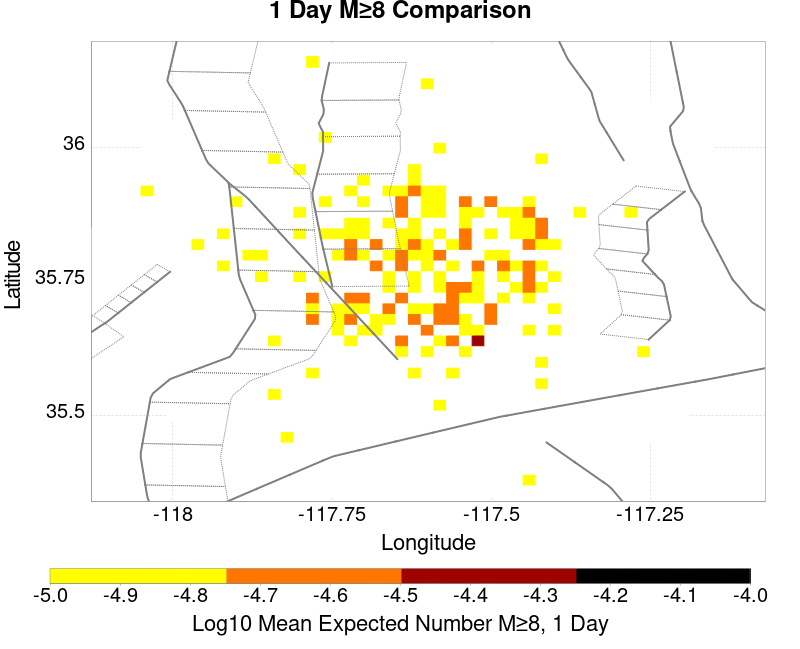 1 Day M≥8 Comparison
36
35.75
35.5
Latitude
-118 -117.75 -117.5 -117.25
Longitude
-5.0 -4.9 -4.8 -4.7 -4.6 -4.5 -4.4 -4.3 -4.2 -4.1 -4.0
Log10 Mean Expected Number M≥8, 1 Day